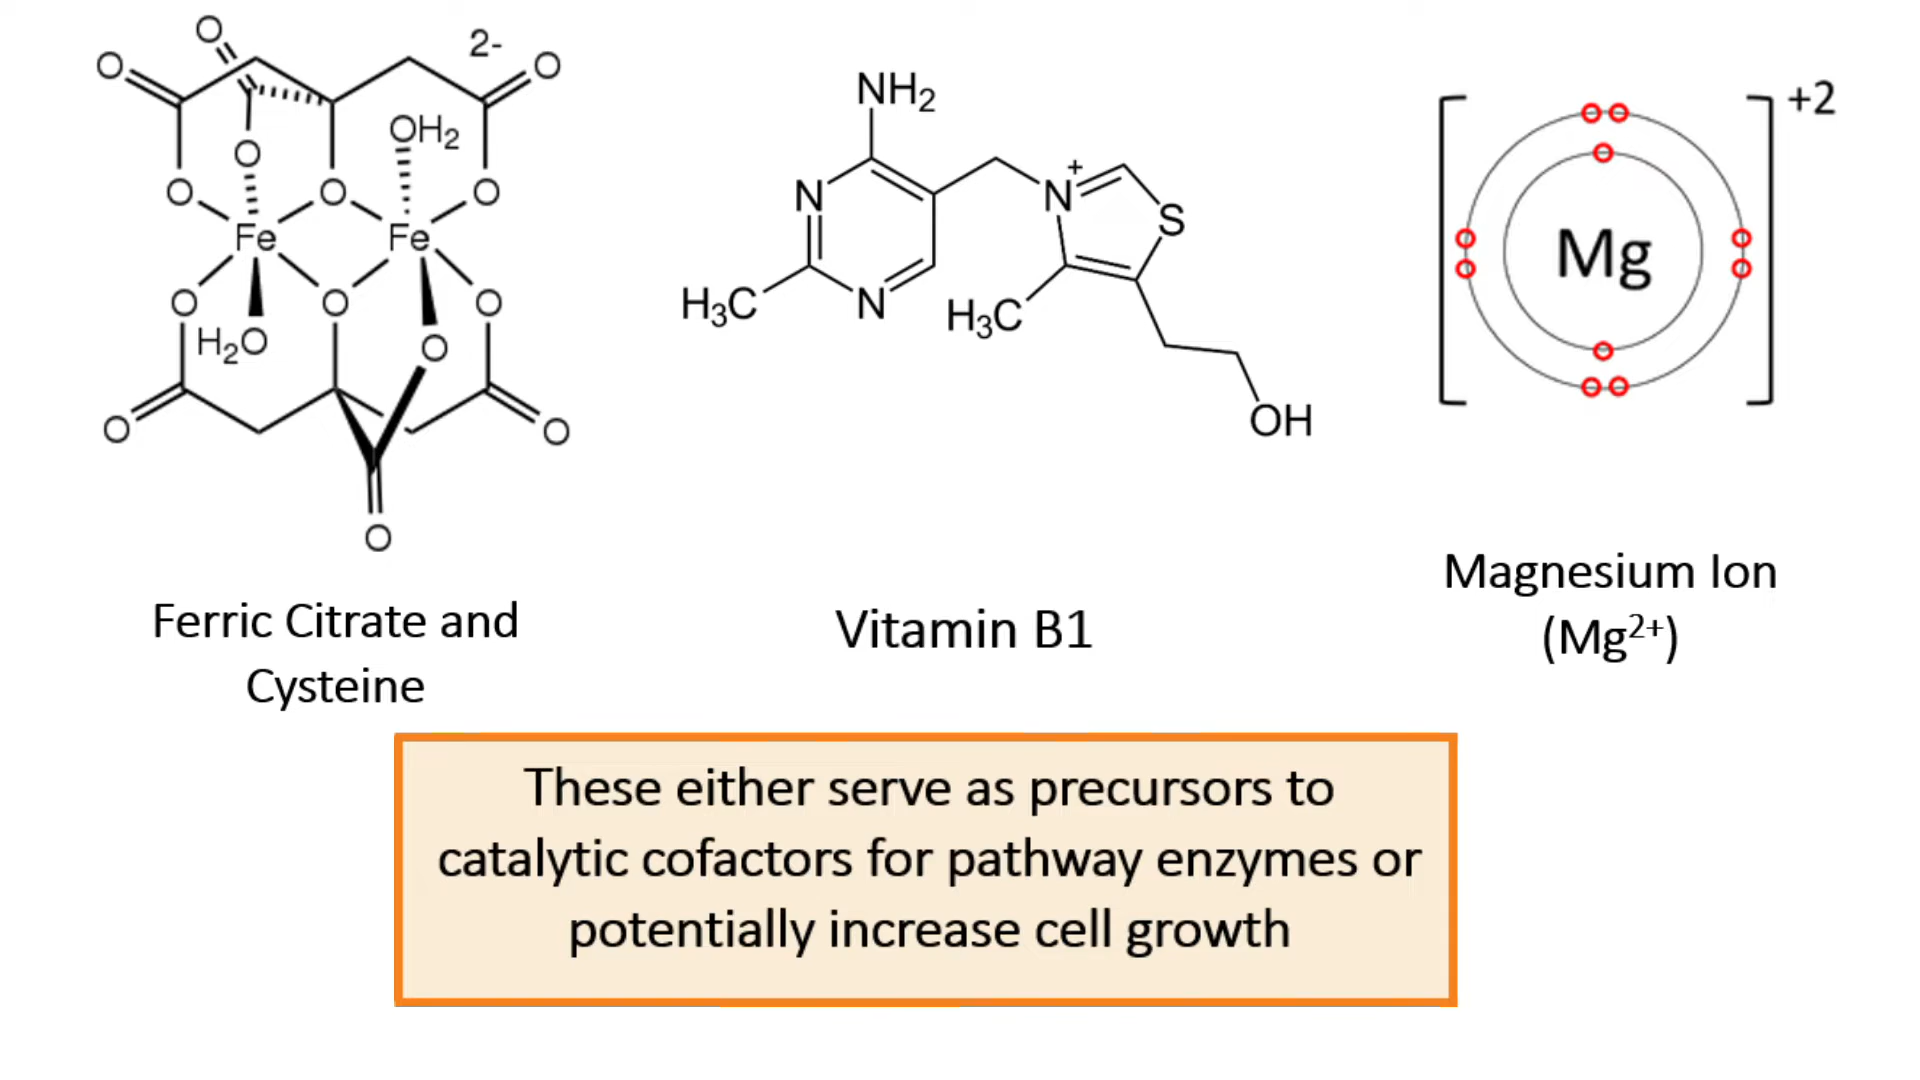 O
2-
O
O
OH2
O
O
O
O
Fe
Fe
O
O
O
H2O
O
O
O
O
NH2
N
+
N
S
H3C
N
H3C
OH
+2
Mg
Ferric Citrate and
Cysteine
Vitamin B1
Magnesium Ion
(Mg2+)
These either serve as precursors to
catalytic cofactors for pathway enzymes or
potentially increase cell growth